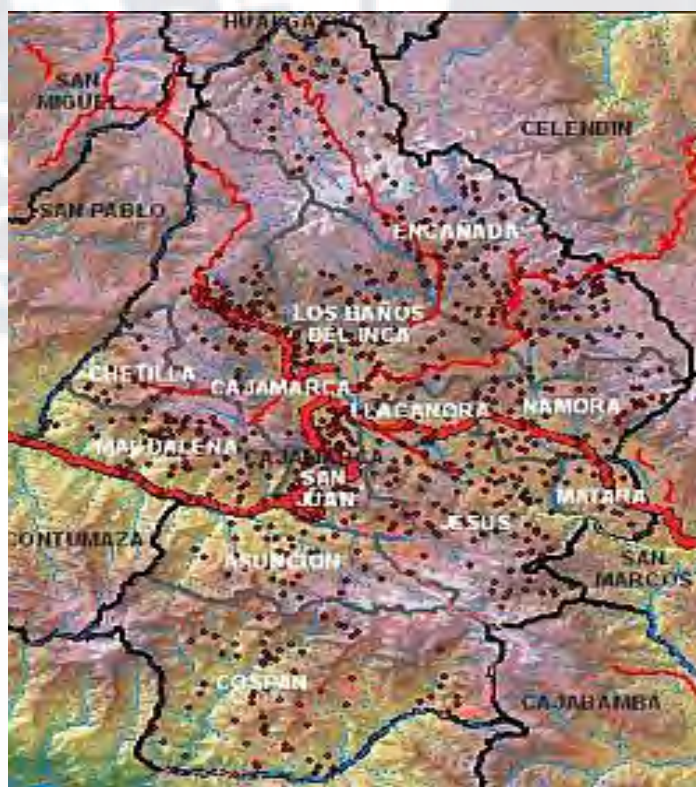 SAN
MIGUEL
CELENDIN
SAN PABLO
ENCAÑADA
LOS BAÑOS
DEL INCA
CHETILLA
CAJAMARCA
LLACANORA
NAMORA
MAGDALENA
CAJAMARCA
SAN
JUAN
MATARA
JESUS
CONTUMAZA
ASUNCION
SAN
MARCOS
COSPAN
CAJABAMBA